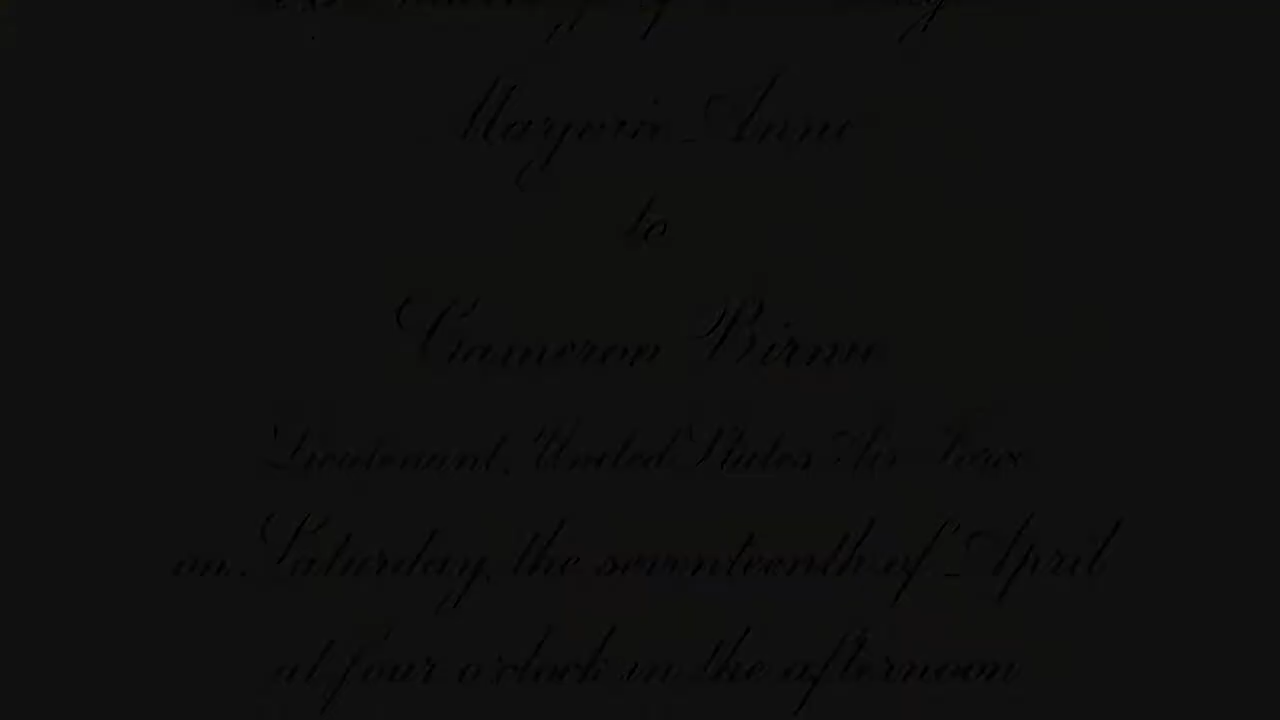 Marjorie Anne
to
Cameron Birnie
Lieutenant, United States Air Force
on Saturday, the seventeenth of April
at four o'clock in the afternoon